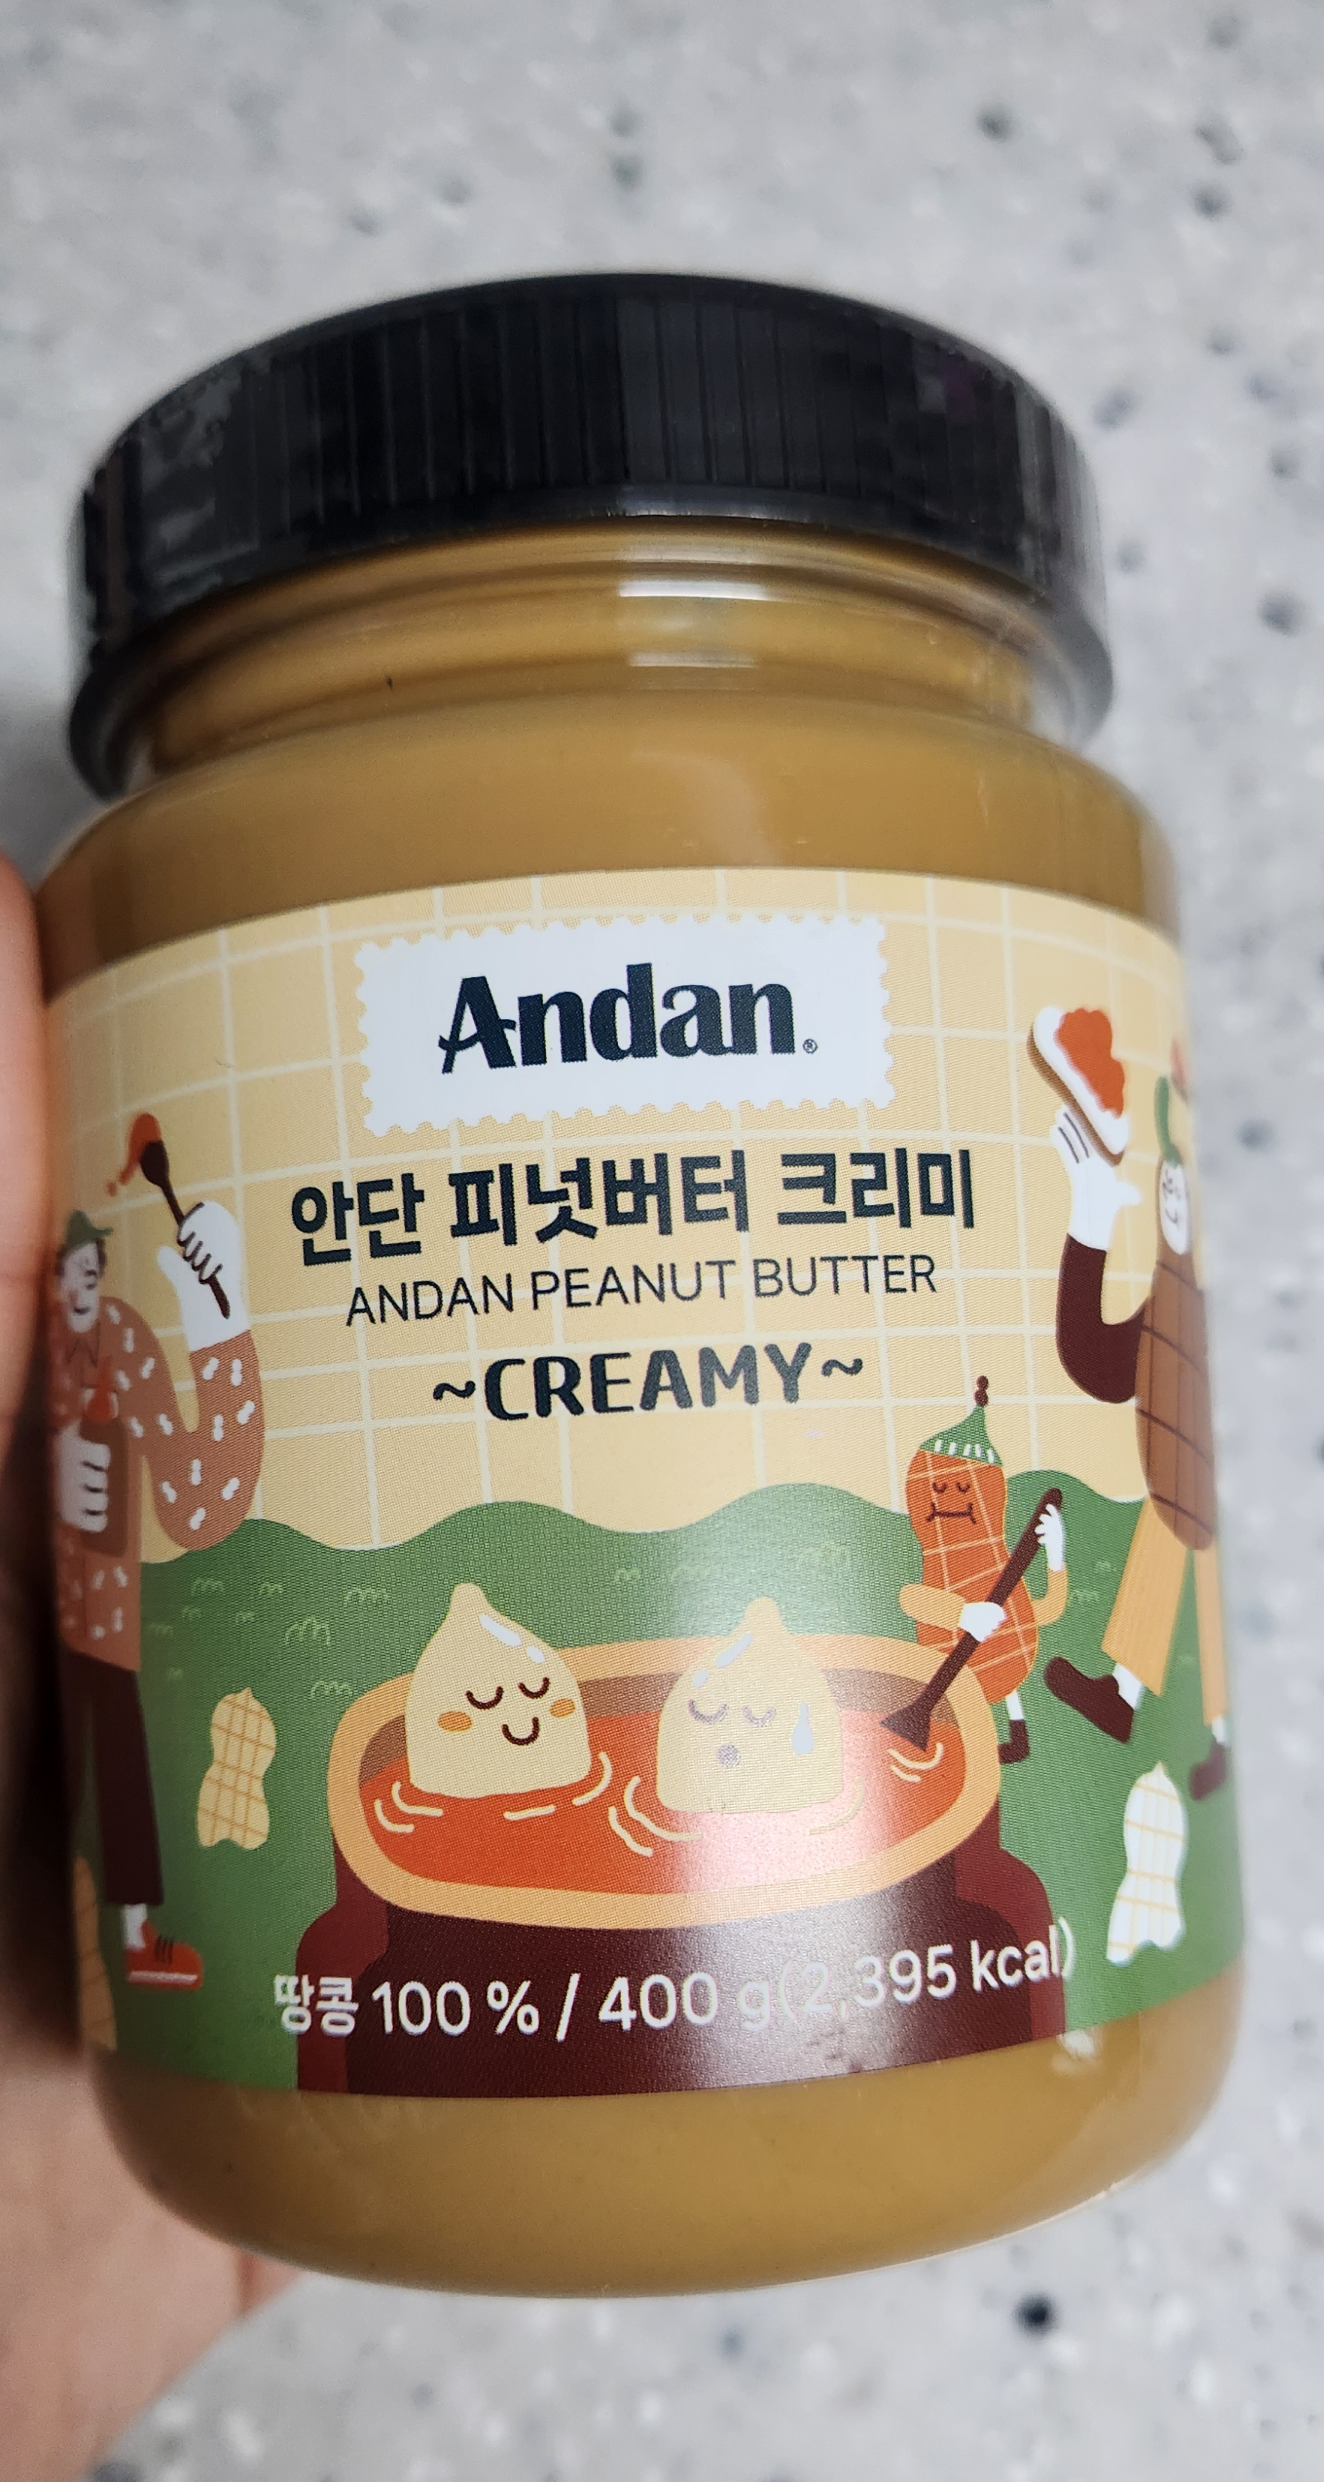 Andan®
안단 피넛버터 크리미
ANDAN PEANUT BUTTER
~CREAMY~
땅콩 100 % / 400 g(2,395 kcal)